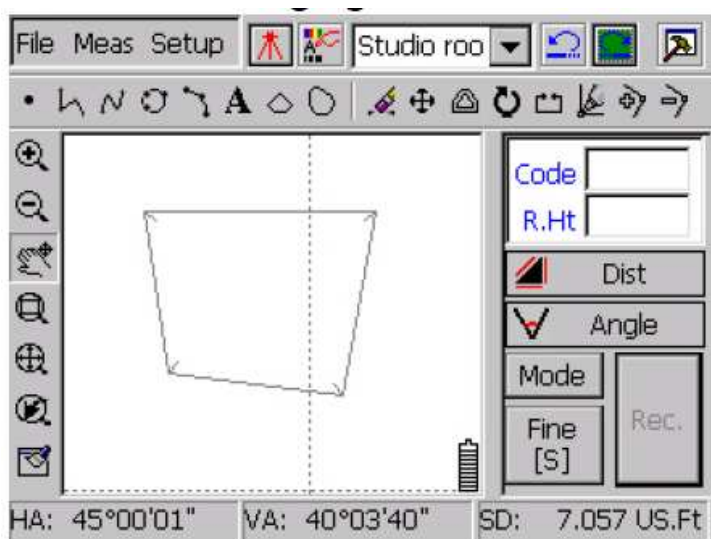 File Meas Setup Studio roo
A
Code
R.Ht
Dist
Angle
Mode
Rec.
Fine
[S]
HA: 45°00'01" VA: 40°03'40" SD: 7.057 US.Ft